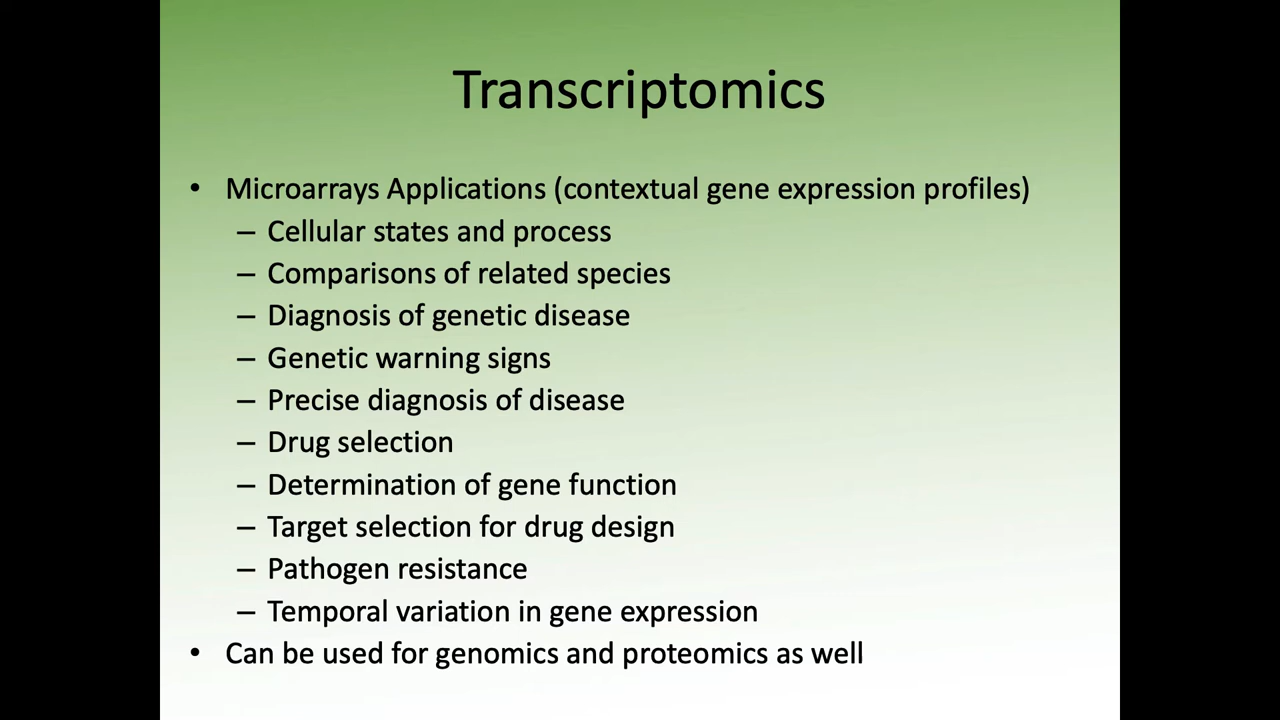 Transcriptomics
• Microarrays Applications (contextual gene expression profiles)
– Cellular states and process
– Comparisons of related species
– Diagnosis of genetic disease
– Genetic warning signs
– Precise diagnosis of disease
– Drug selection
– Determination of gene function
– Target selection for drug design
– Pathogen resistance
– Temporal variation in gene expression
• Can be used for genomics and proteomics as well